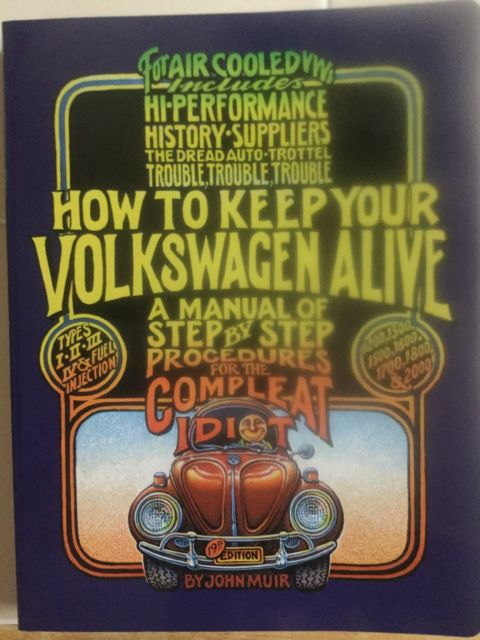 For AIR COOLED VWs
Includes
HI·PERFORMANCE
HISTORY·SUPPLIERS
THE DREAD AUTO·TROTTEL
TROUBLE, TROUBLE, TROUBLE
HOW TO KEEP YOUR
VOLKSWAGEN ALIVE
A MANUAL OF
STEP BY STEP
PROCEDURES
FOR THE
COMPLEAT
IDIOT
TYPES
I·II·III
IV & FUEL
INJECTION!
1200, 1300,
1500, 1600,
1700, 1800,
& 2000!
19th
EDITION
BY JOHN MUIR